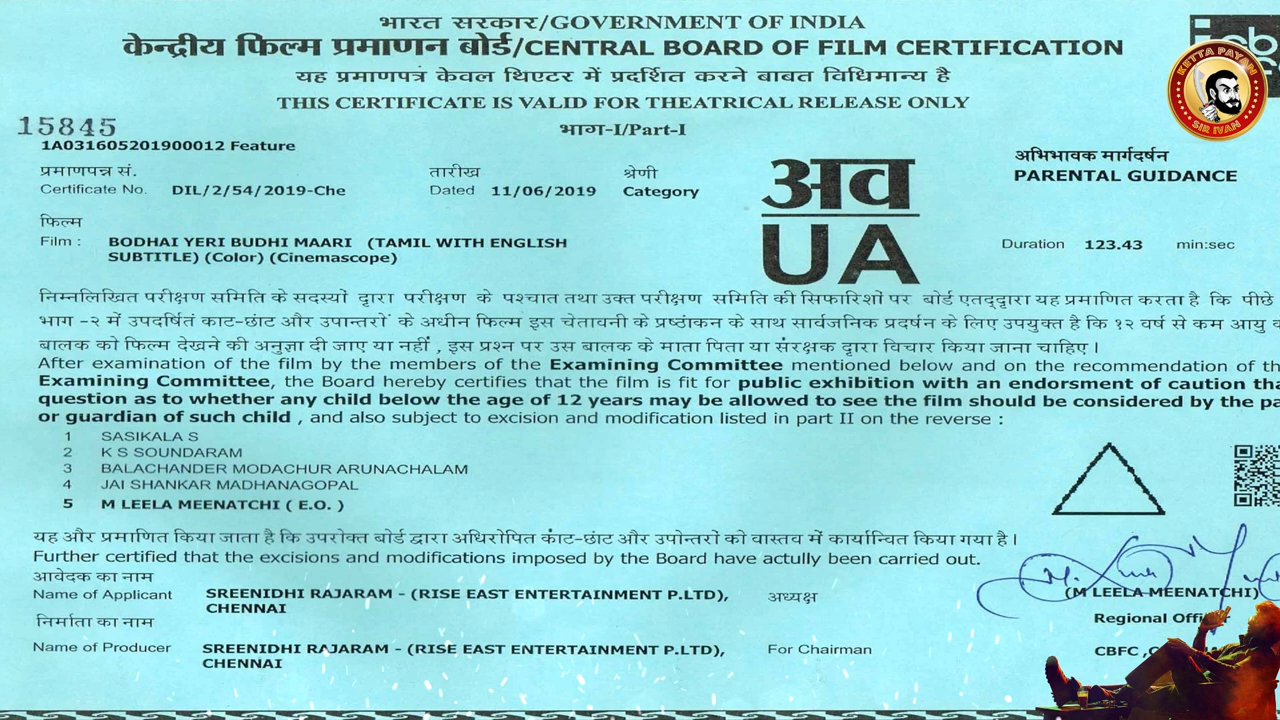 भारत सरकार/GOVERNMENT OF INDIA
केन्द्रीय फिल्म प्रमाणन बोर्ड/CENTRAL BOARD OF FILM CERTIFICATION
यह प्रमाणपत्र केवल थिएटर में प्रदर्शित करने बाबत विधिमान्य है
THIS CERTIFICATE IS VALID FOR THEATRICAL RELEASE ONLY
KETTA PAYAN
SIR IVAN
15845
भाग-I/Part-I
1A031605201900012 Feature
प्रमाणपत्र सं.
Certificate No. DIL/2/54/2019-Che
तारीख
Dated 11/06/2019
श्रेणी
Category
अव
UA
अभिभावक मार्गदर्षन
PARENTAL GUIDANCE
फिल्म
Film : BODHAI YERI BUDHI MAARI (TAMIL WITH ENGLISH
SUBTITLE) (Color) (Cinemascope)
Duration 123.43 min:sec
निम्नलिखित परीक्षण समिति के सदस्यों द्वारा परीक्षण के पश्चात तथा उक्त परीक्षण समिति की सिफारिशों पर बोर्ड एतद्द्वारा यह प्रमाणित करता है कि पीछे
भाग -२ में उपदर्षित काट-छांट और उपान्तरों के अधीन फिल्म इस चेतावनी के प्रष्ठांकन के साथ सार्वजनिक प्रदर्षन के लिए उपयुक्त है कि १२ वर्ष से कम आयु
बालक को फिल्म देखने की अनुज्ञा दी जाए या नहीं , इस प्रश्न पर उस बालक के माता पिता या संरक्षक द्वारा विचार किया जाना चाहिए।
After examination of the film by the members of the Examining Committee mentioned below and on the recommendation of th
Examining Committee, the Board hereby certifies that the film is fit for public exhibition with an endorsment of caution tha
question as to whether any child below the age of 12 years may be allowed to see the film should be considered by the pa
or guardian of such child , and also subject to excision and modification listed in part II on the reverse :
1 SASIKALA S
2 K S SOUNDARAM
3 BALACHANDER MODACHUR ARUNACHALAM
4 JAI SHANKAR MADHANAGOPAL
5 M LEELA MEENATCHI ( E.O. )
यह और प्रमाणित किया जाता है कि उपरोक्त बोर्ड द्वारा अधिरोपित काँट-छांट और उपोन्तरों को वास्तव में कार्यान्वित किया गया है।
Further certified that the excisions and modifications imposed by the Board have actully been carried out.
आवेदक का नाम
Name of Applicant SREENIDHI RAJARAM - (RISE EAST ENTERTAINMENT P.LTD),
CHENNAI
अध्यक्ष
(M LEELA MEENATCHI)
Regional Offi
निर्माता का नाम
Name of Producer SREENIDHI RAJARAM - (RISE EAST ENTERTAINMENT P.LTD),
CHENNAI
For Chairman
CBFC ,C